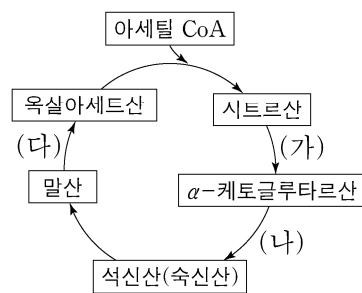 아세틸 CoA
옥살아세트산
시트르산
(다)
(가)
말산
α-케토글루타르산
(나)
석신산(숙신산)